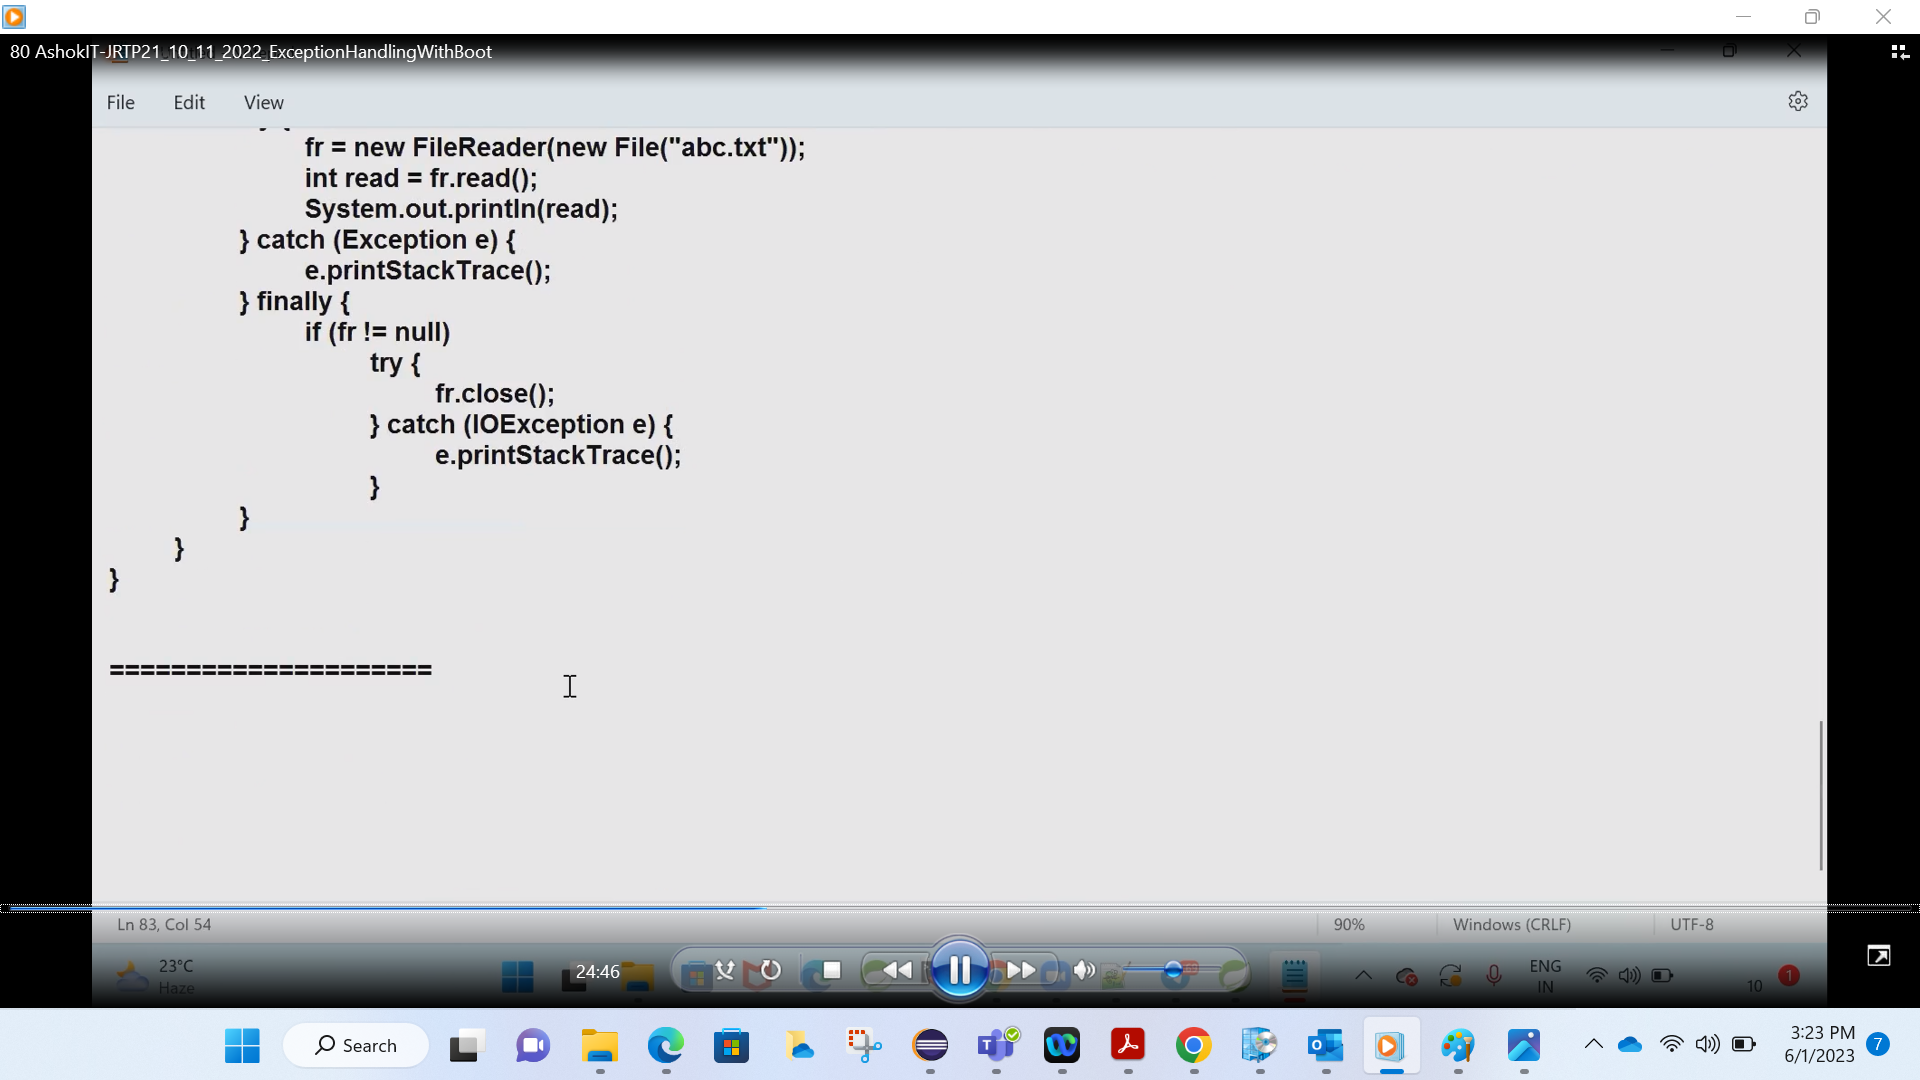 80 AshokIT-JRTP21_10_11_2022_ExceptionHandlingWithBoot
File Edit View
fr = new FileReader(new File("abc.txt"));
int read = fr.read();
System.out.println(read);
} catch (Exception e) {
e.printStackTrace();
} finally {
if (fr != null)
try {
fr.close();
} catch (IOException e) {
e.printStackTrace();
}
}
}
}
=====================
Ln 83, Col 54 90% Windows (CRLF) UTF-8
23°C
Haze
24:46
ENG
IN
10 1
Search
3:23 PM
6/1/2023
7